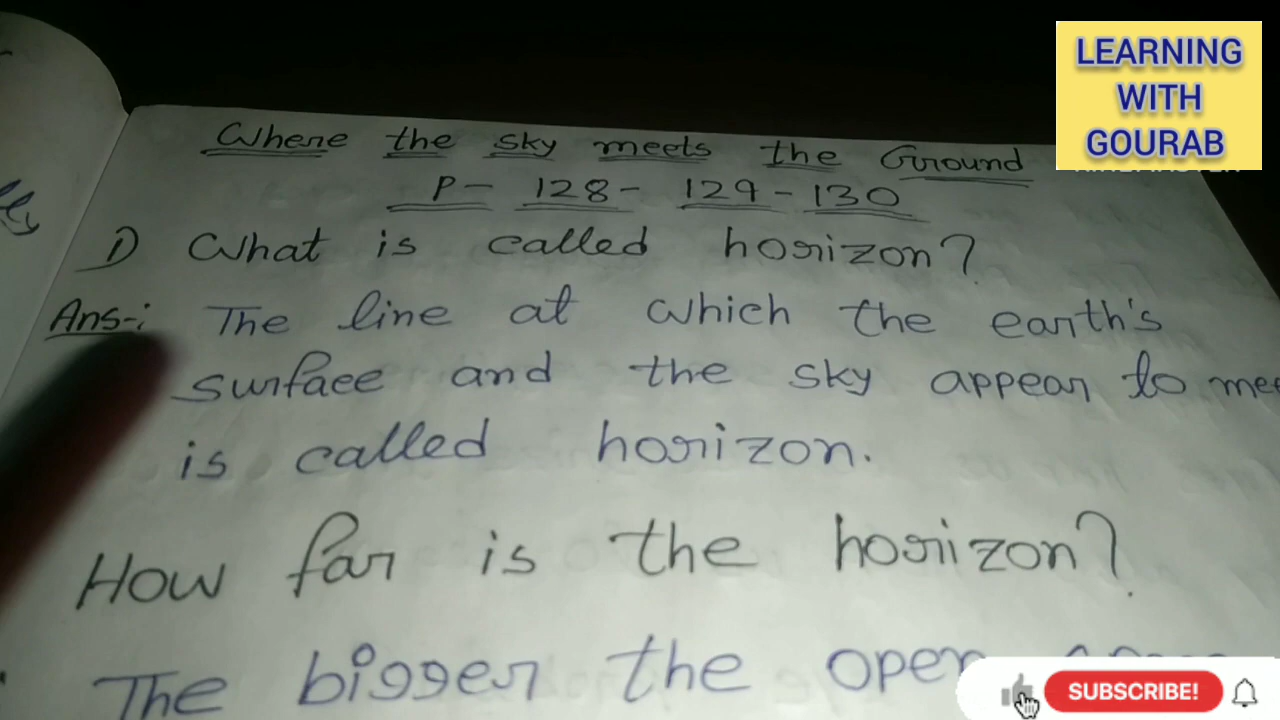 LEARNING
WITH
GOURAB
Where the sky meets the Ground
P- 128- 129-130
1) What is called horizon?
Ans-: The line at which the earth's
surface and the sky appear to
is called horizon.
How far is the horizon?
The bigger the open
SUBSCRIBE!